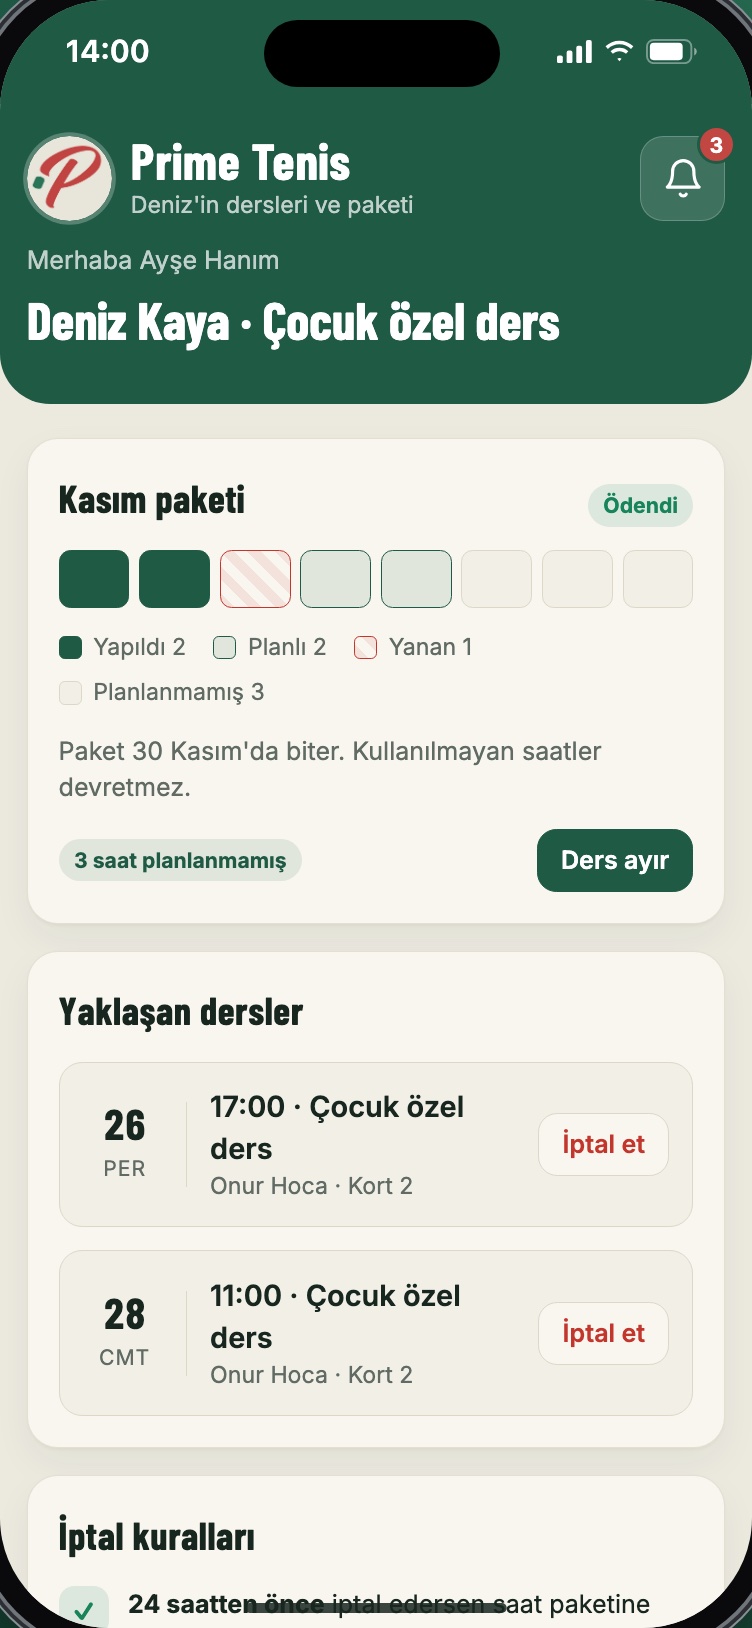 14:00
3
P
Prime Tenis
Deniz'in dersleri ve paketi
Merhaba Ayşe Hanım
Deniz Kaya · Çocuk özel ders
Kasım paketi
Ödendi
Yapıldı 2
Planlı 2
Yanan 1
Planlanmamış 3
Paket 30 Kasım'da biter. Kullanılmayan saatler
devretmez.
3 saat planlanmamış
Ders ayır
Yaklaşan dersler
26
PER
17:00 · Çocuk özel
ders
Onur Hoca · Kort 2
İptal et
28
CMT
11:00 · Çocuk özel
ders
Onur Hoca · Kort 2
İptal et
İptal kuralları
24 saatten önce iptal edersen saat paketine